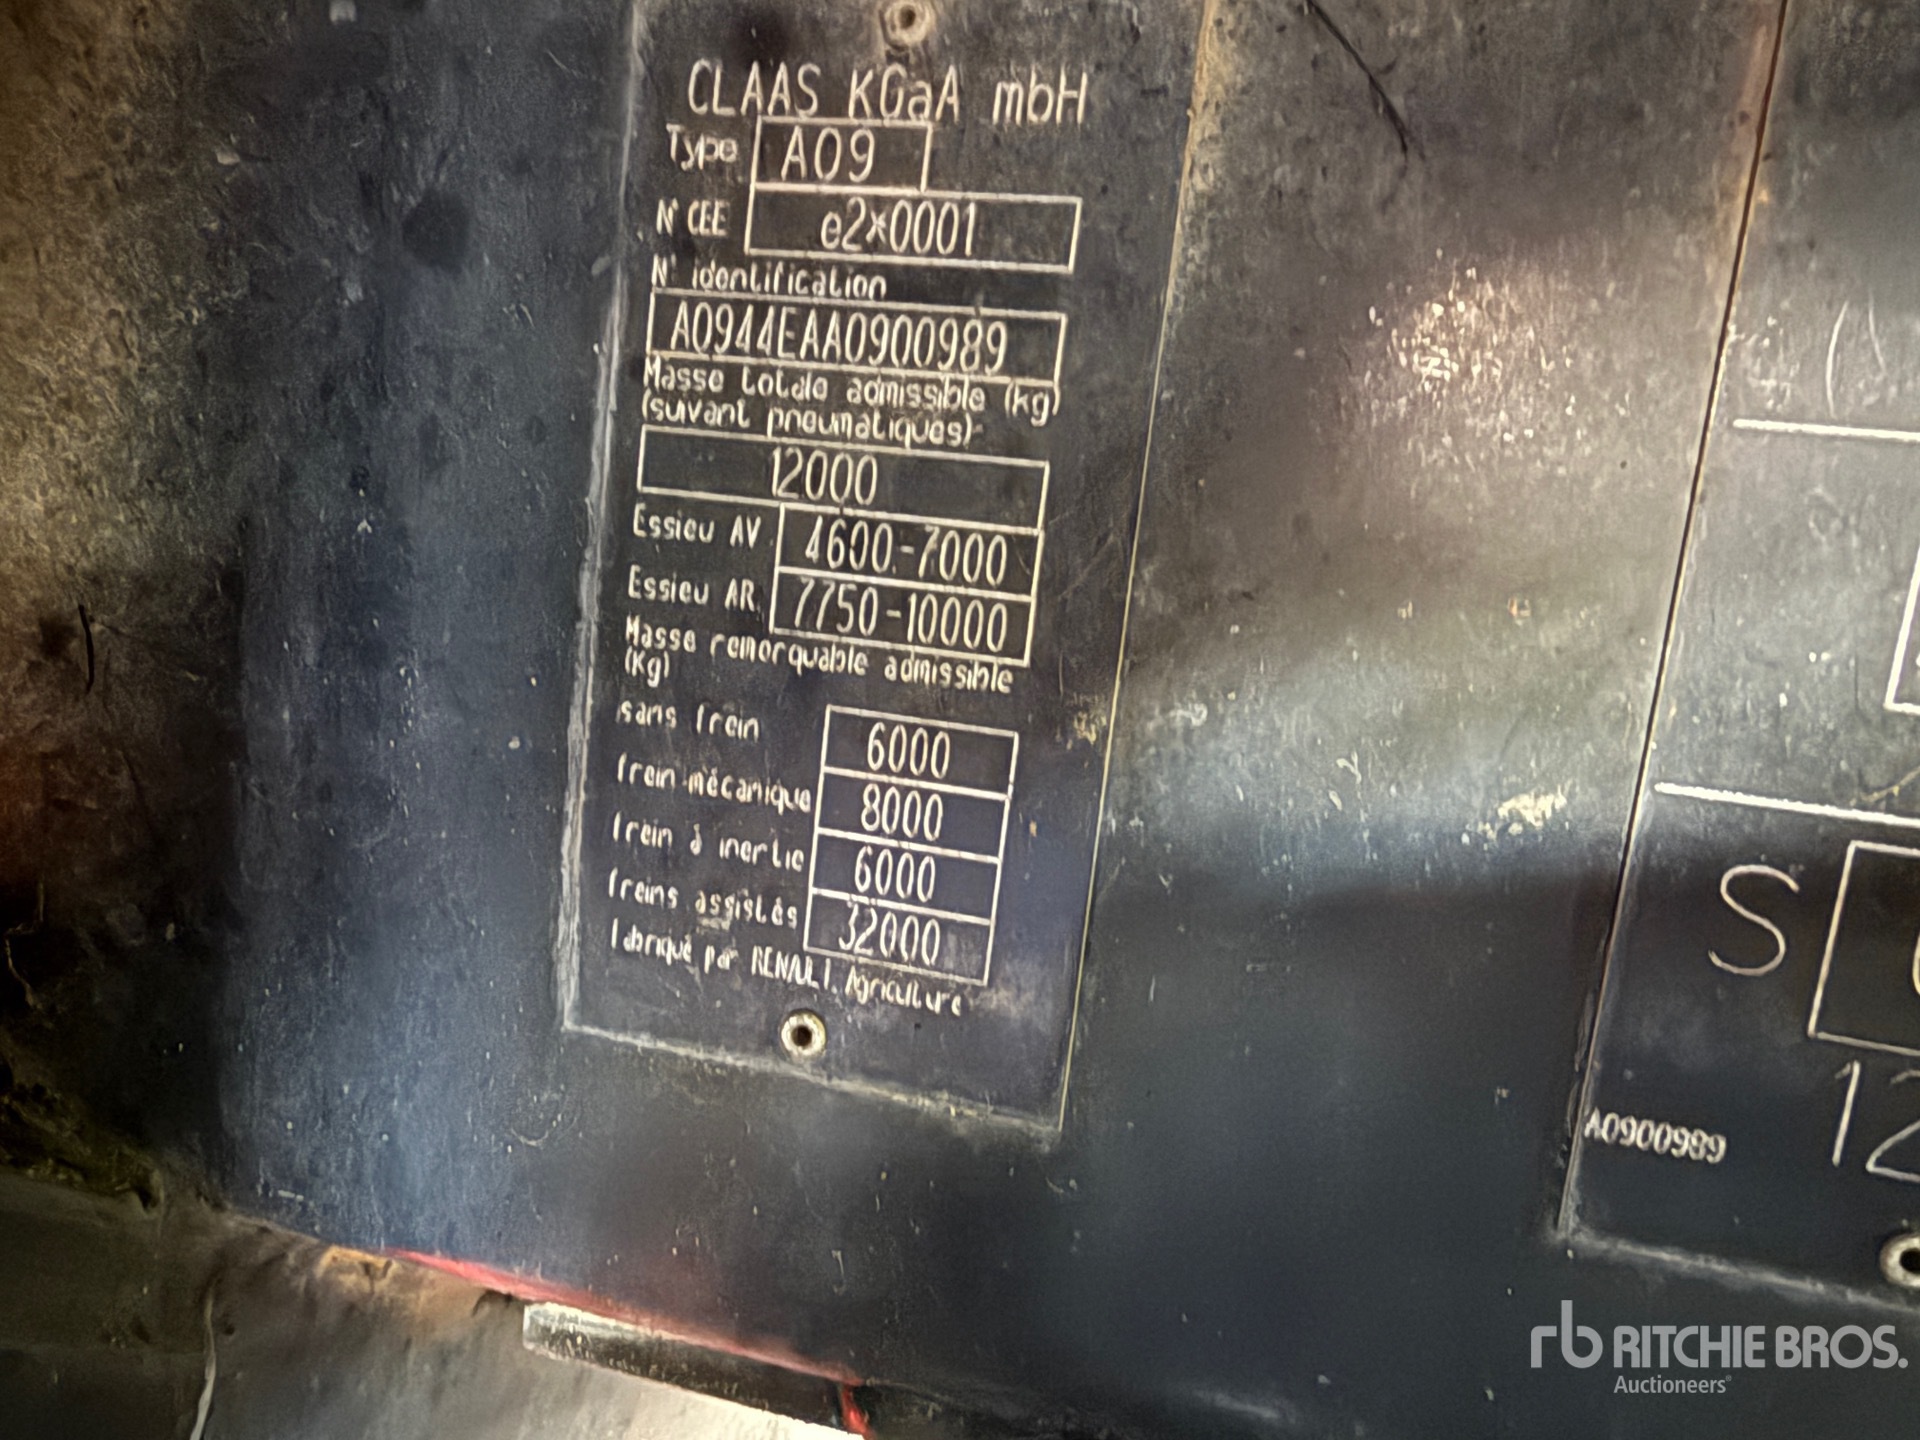 CLAAS KGaA mbH
Type A09
N° CEE e2*0001
N° identification
A0944EAA0900989
Masse totale admissible (kg)
(suivant pneumatiques)
12000
Essieu AV. 4600-7000
Essieu AR. 7750-10000
Masse remorquable admissible
(Kg)
sans frein 6000
frein mécanique 8000
frein à inertie 6000
freins assistés 32000
fabriqué par RENAULT Agriculture
S
12
A0900989
rb RITCHIE BROS.
Auctioneers